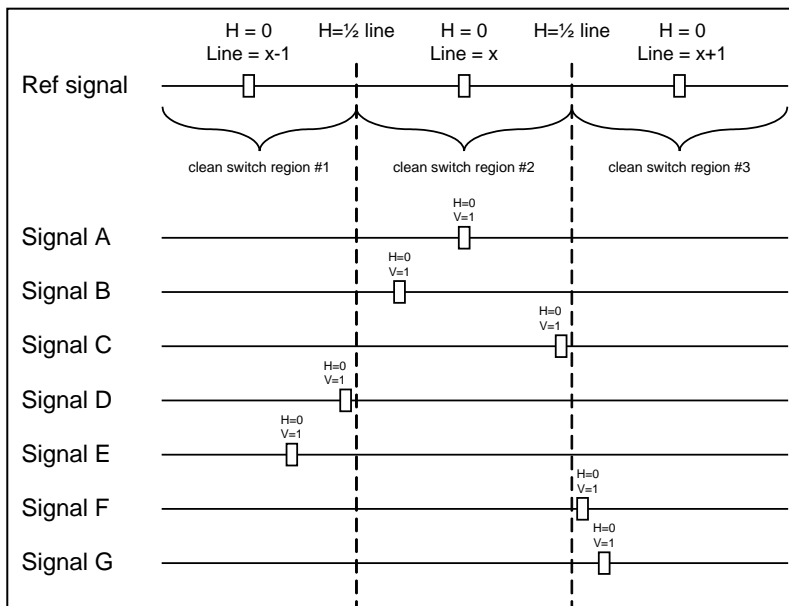 H = 0
Line = x-1
H=½ line
H = 0
Line = x
H=½ line
H = 0
Line = x+1
Ref signal
clean switch region #1
clean switch region #2
clean switch region #3
Signal A
H=0
V=1
Signal B
H=0
V=1
Signal C
H=0
V=1
Signal D
H=0
V=1
Signal E
H=0
V=1
Signal F
H=0
V=1
Signal G
H=0
V=1